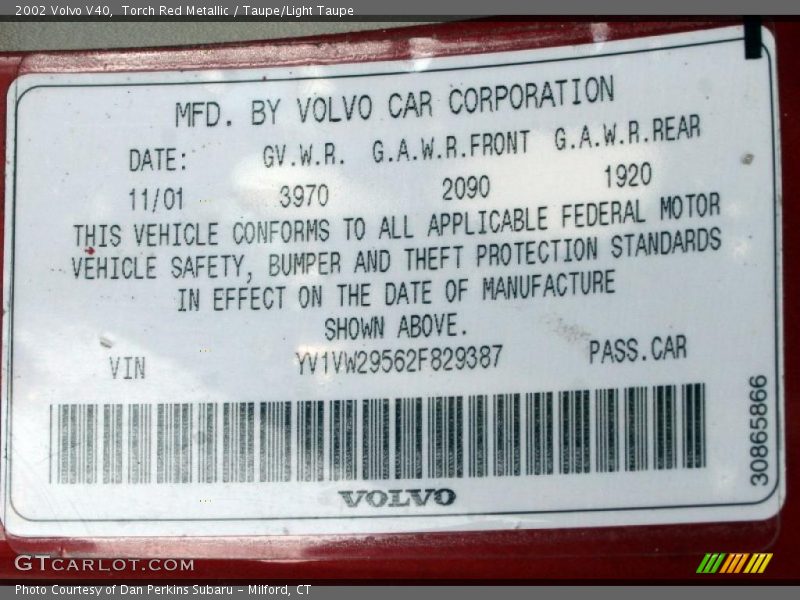 2002 Volvo V40,  Torch Red Metallic / Taupe/Light Taupe
MFD. BY VOLVO CAR CORPORATION
DATE: GV.W.R. G.A.W.R.FRONT G.A.W.R.REAR
11/01 3970 2090 1920
THIS VEHICLE CONFORMS TO ALL APPLICABLE FEDERAL MOTOR
VEHICLE SAFETY, BUMPER AND THEFT PROTECTION STANDARDS
IN EFFECT ON THE DATE OF MANUFACTURE
SHOWN ABOVE.
VIN YV1VW29562F829387 PASS.CAR
30865866
VOLVO
GTCARLOT.COM
Photo Courtesy of Dan Perkins Subaru - Milford, CT